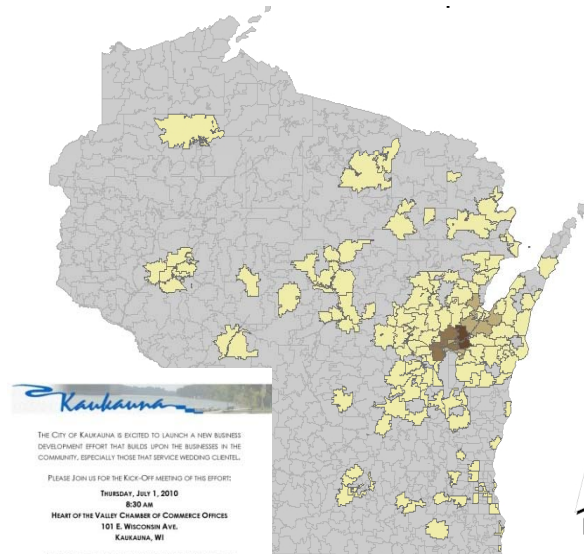 Kaukauna
THE CITY OF KAUKAUNA IS EXCITED TO LAUNCH A NEW BUSINESS
DEVELOPMENT EFFORT THAT BUILDS UPON THE BUSINESSES IN THE
COMMUNITY, ESPECIALLY THOSE THAT SERVICE WEDDING CLIENTEL.
PLEASE JOIN US FOR THE KICK-OFF MEETING OF THIS EFFORT:
THURSDAY, JULY 1, 2010
8:30 AM
HEART OF THE VALLEY CHAMBER OF COMMERCE OFFICES
101 E. WISCONSIN AVE.
KAUKAUNA, WI